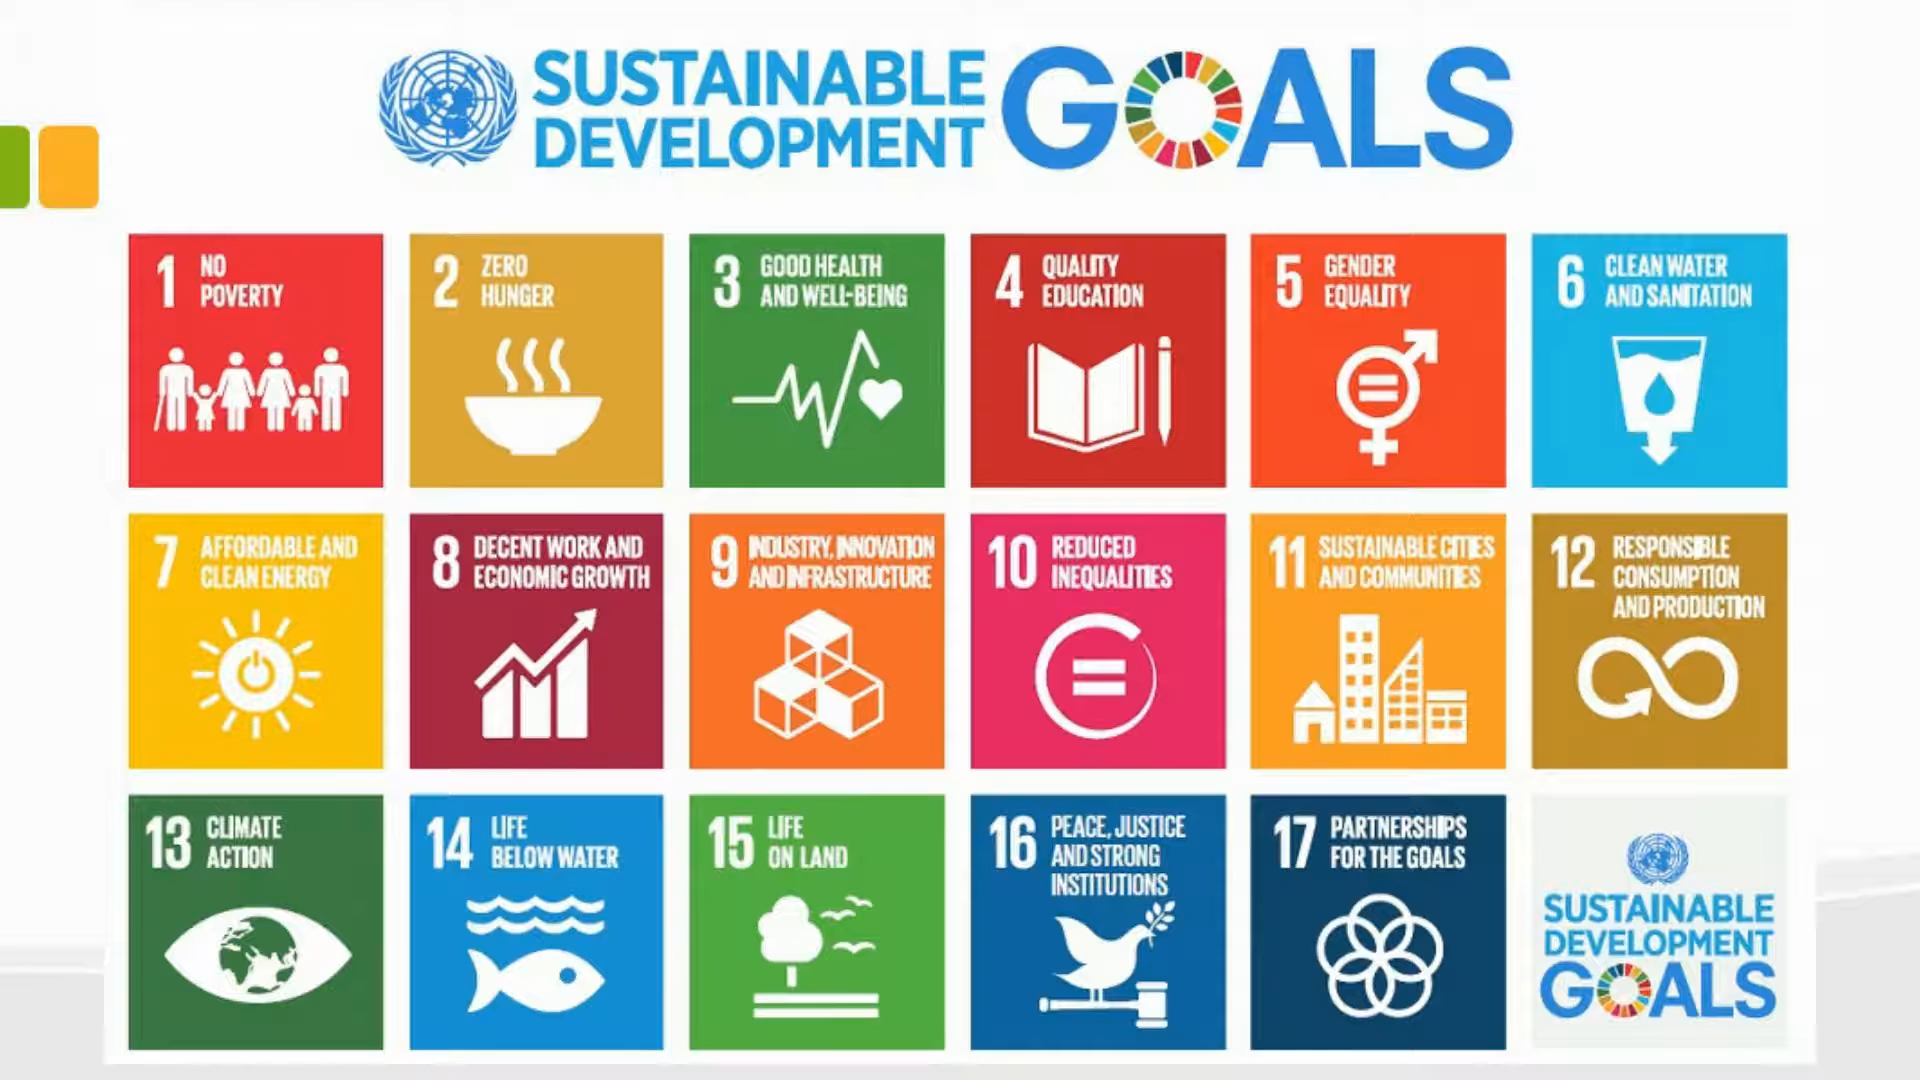 SUSTAINABLE
DEVELOPMENT
GOALS
1 NO
POVERTY
2 ZERO
HUNGER
3 GOOD HEALTH
AND WELL-BEING
4 QUALITY
EDUCATION
5 GENDER
EQUALITY
6 CLEAN WATER
AND SANITATION
7 AFFORDABLE AND
CLEAN ENERGY
8 DECENT WORK AND
ECONOMIC GROWTH
9 INDUSTRY, INNOVATION
AND INFRASTRUCTURE
10 REDUCED
INEQUALITIES
11 SUSTAINABLE CITIES
AND COMMUNITIES
12 RESPONSIBLE
CONSUMPTION
AND PRODUCTION
13 CLIMATE
ACTION
14 LIFE
BELOW WATER
15 LIFE
ON LAND
16 PEACE, JUSTICE
AND STRONG
INSTITUTIONS
17 PARTNERSHIPS
FOR THE GOALS
SUSTAINABLE
DEVELOPMENT
GOALS